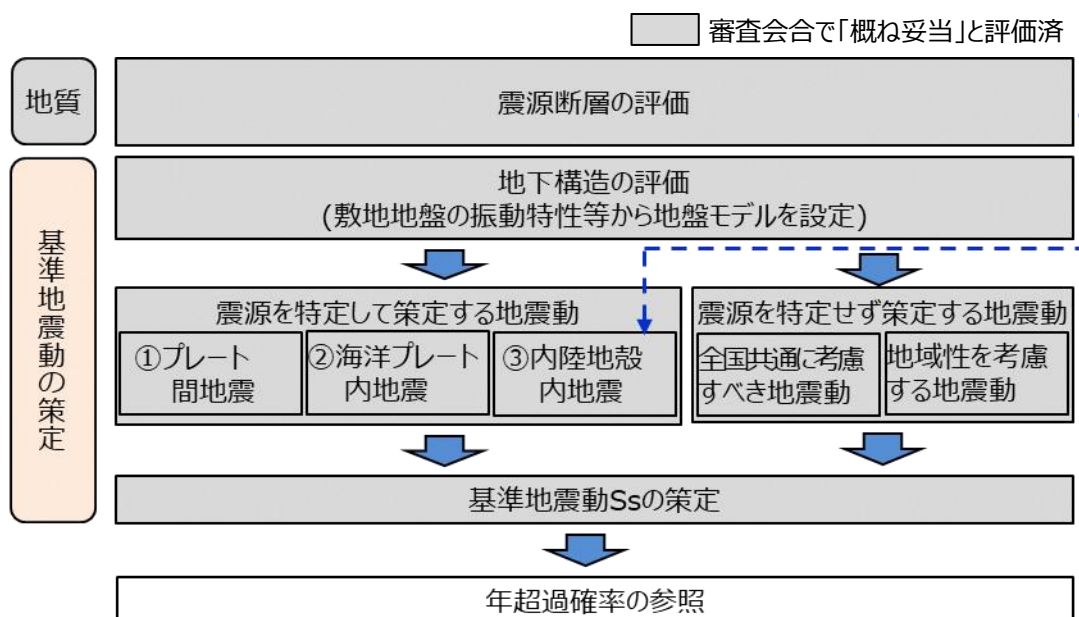 審査会合で「概ね妥当」と評価済
地質
震源断層の評価
基準地震動の策定
地下構造の評価
(敷地地盤の振動特性等から地盤モデルを設定)
震源を特定して策定する地震動
①プレート
間地震
②海洋プレート
内地震
③内陸地殻
内地震
震源を特定せず策定する地震動
全国共通に考慮
すべき地震動
地域性を考慮
する地震動
基準地震動Ssの策定
年超過確率の参照